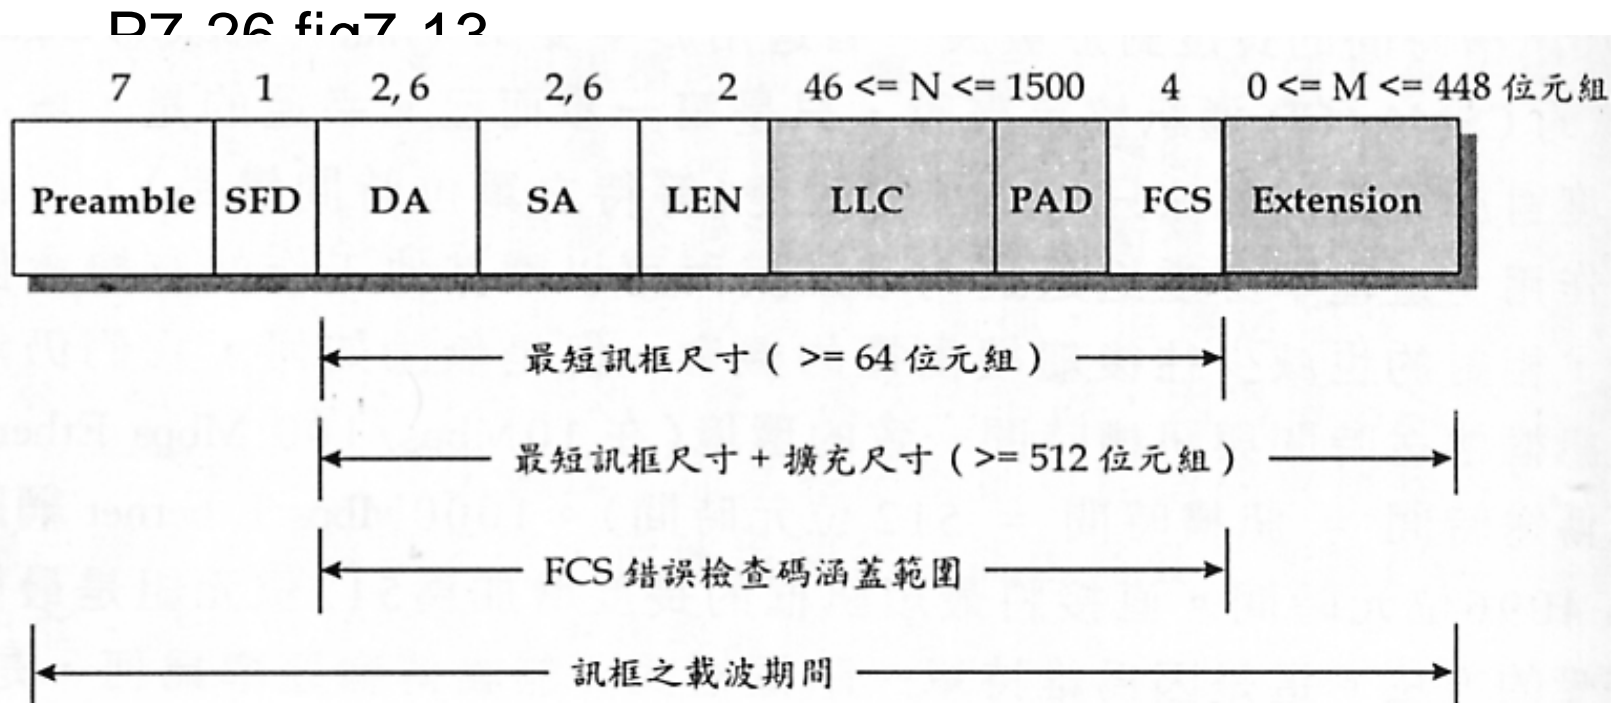 P7-26 fig7-13
7 1 2, 6 2, 6 2 46 <= N <= 1500 4 0 <= M <= 448 位元組
Preamble SFD DA SA LEN LLC PAD FCS Extension
最短訊框尺寸 ( >= 64 位元組 )
最短訊框尺寸 + 擴充尺寸 ( >= 512 位元組 )
FCS 錯誤檢查碼涵蓋範圍
訊框之載波期間